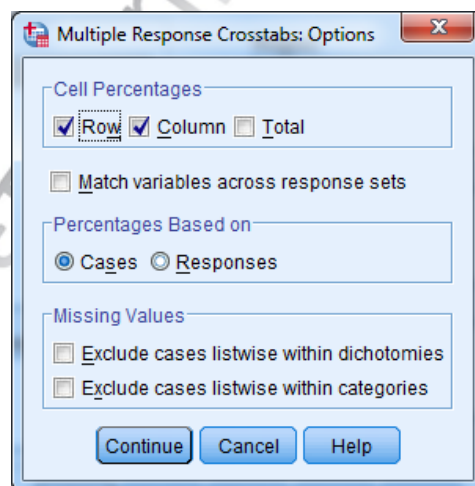 Multiple Response Crosstabs: Options
Cell Percentages
Row Column Total
Match variables across response sets
Percentages Based on
Cases Responses
Missing Values
Exclude cases listwise within dichotomies
Exclude cases listwise within categories
Continue Cancel Help